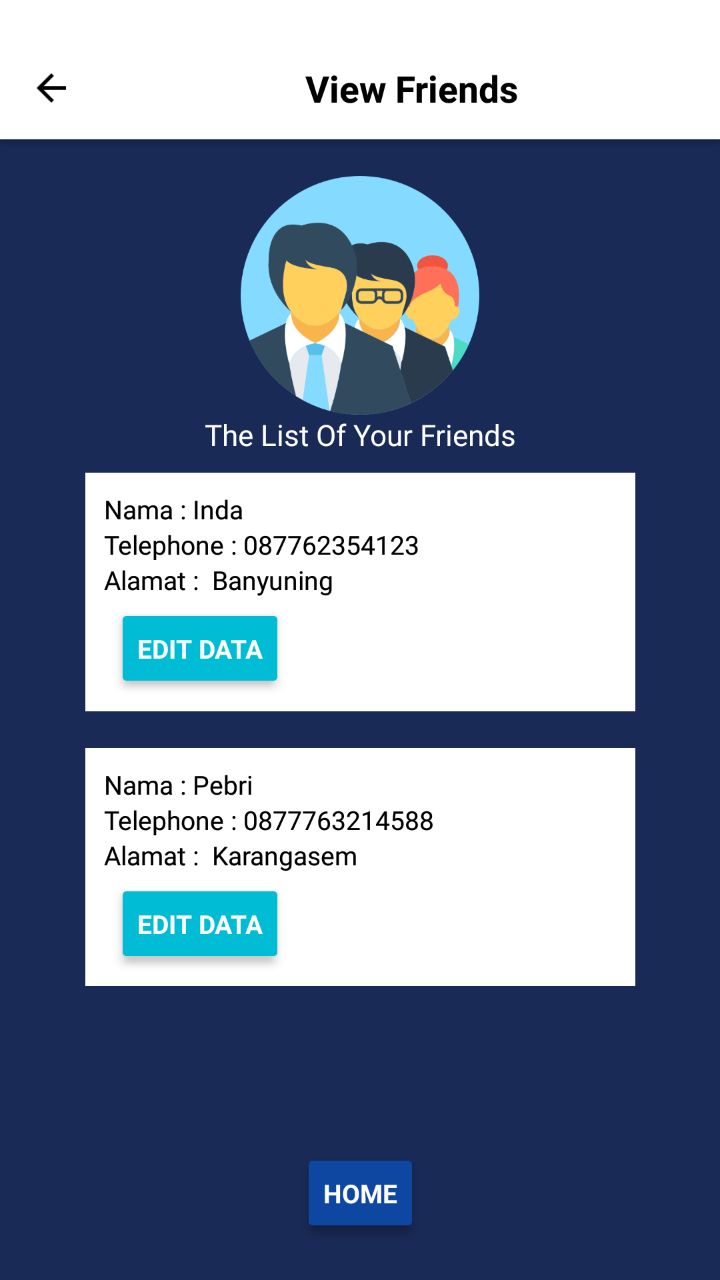 View Friends
The List Of Your Friends
Nama : Inda
Telephone : 087762354123
Alamat :  Banyuning
EDIT DATA
Nama : Pebri
Telephone : 0877763214588
Alamat :  Karangasem
EDIT DATA
HOME